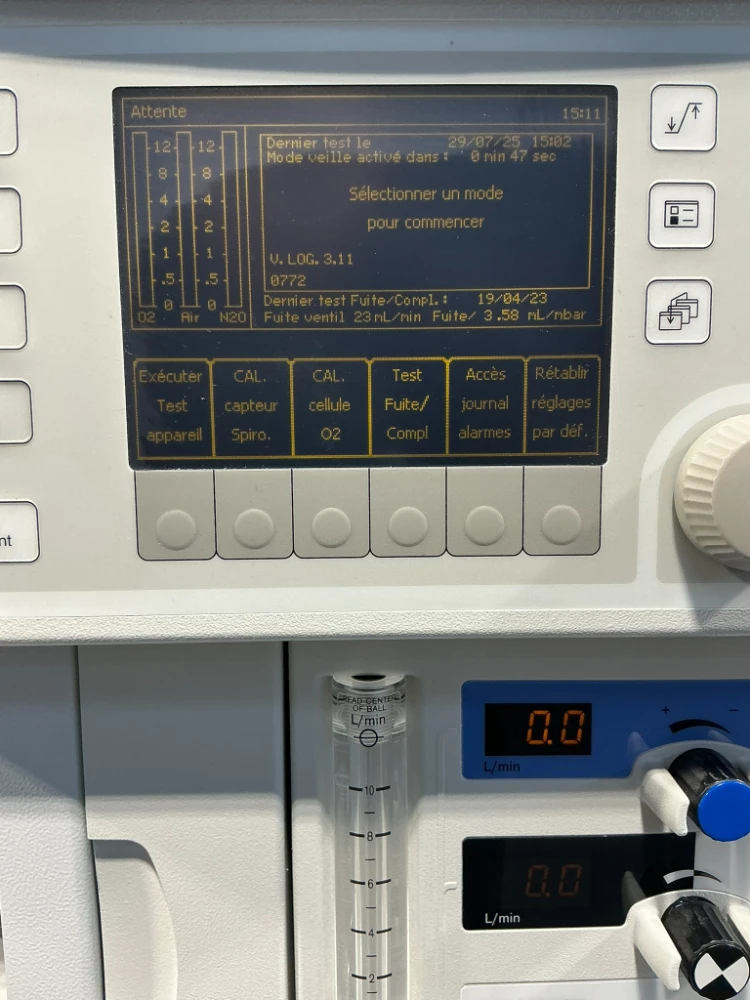 Attente 15:11
12 12
8 8
4 4
2 2
1 1
.5 .5
0 0
O2 Air N2O
Dernier test le 29/07/25 15:02
Mode veille activé dans : 0 min 47 sec
Sélectionner un mode
pour commencer
V. LOG. 3.11
0772
Dernier test Fuite/Compl. : 19/04/23
Fuite ventil 23 mL/min Fuite/ 3.58 mL/mbar
Exécuter
Test
appareil
CAL.
capteur
Spiro.
CAL.
cellule
O2
Test
Fuite/
Compl
Accès
journal
alarmes
Rétablir
réglages
par déf.
nt
READ CENTER
OF BALL
L/min
10
8
6
4
2
0.0
+ −
L/min
0.0
L/min